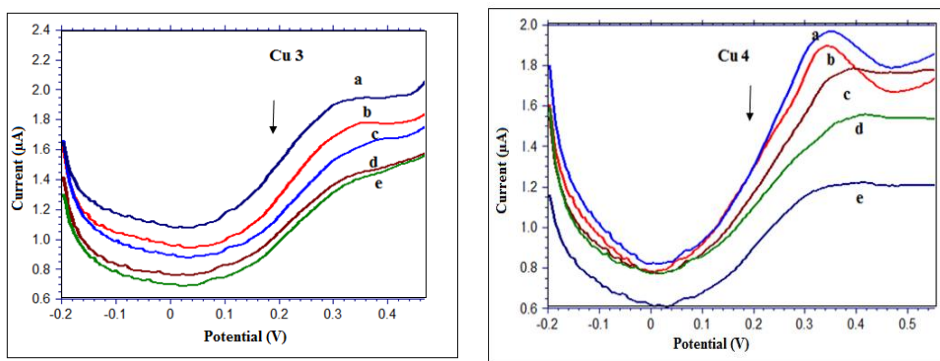 2.4
2.2
2.0
1.8
1.6
1.4
1.2
1.0
0.8
0.6
Current (µA)
Cu 3
a
b
c
d
e
-0.2 -0.1 0.0 0.1 0.2 0.3 0.4
Potential (V)
2.0
1.8
1.6
1.4
1.2
1.0
0.8
0.6
Current (µA)
Cu 4
a
b
c
d
e
-0.2 -0.1 0 0.1 0.2 0.3 0.4 0.5
Potential (V)